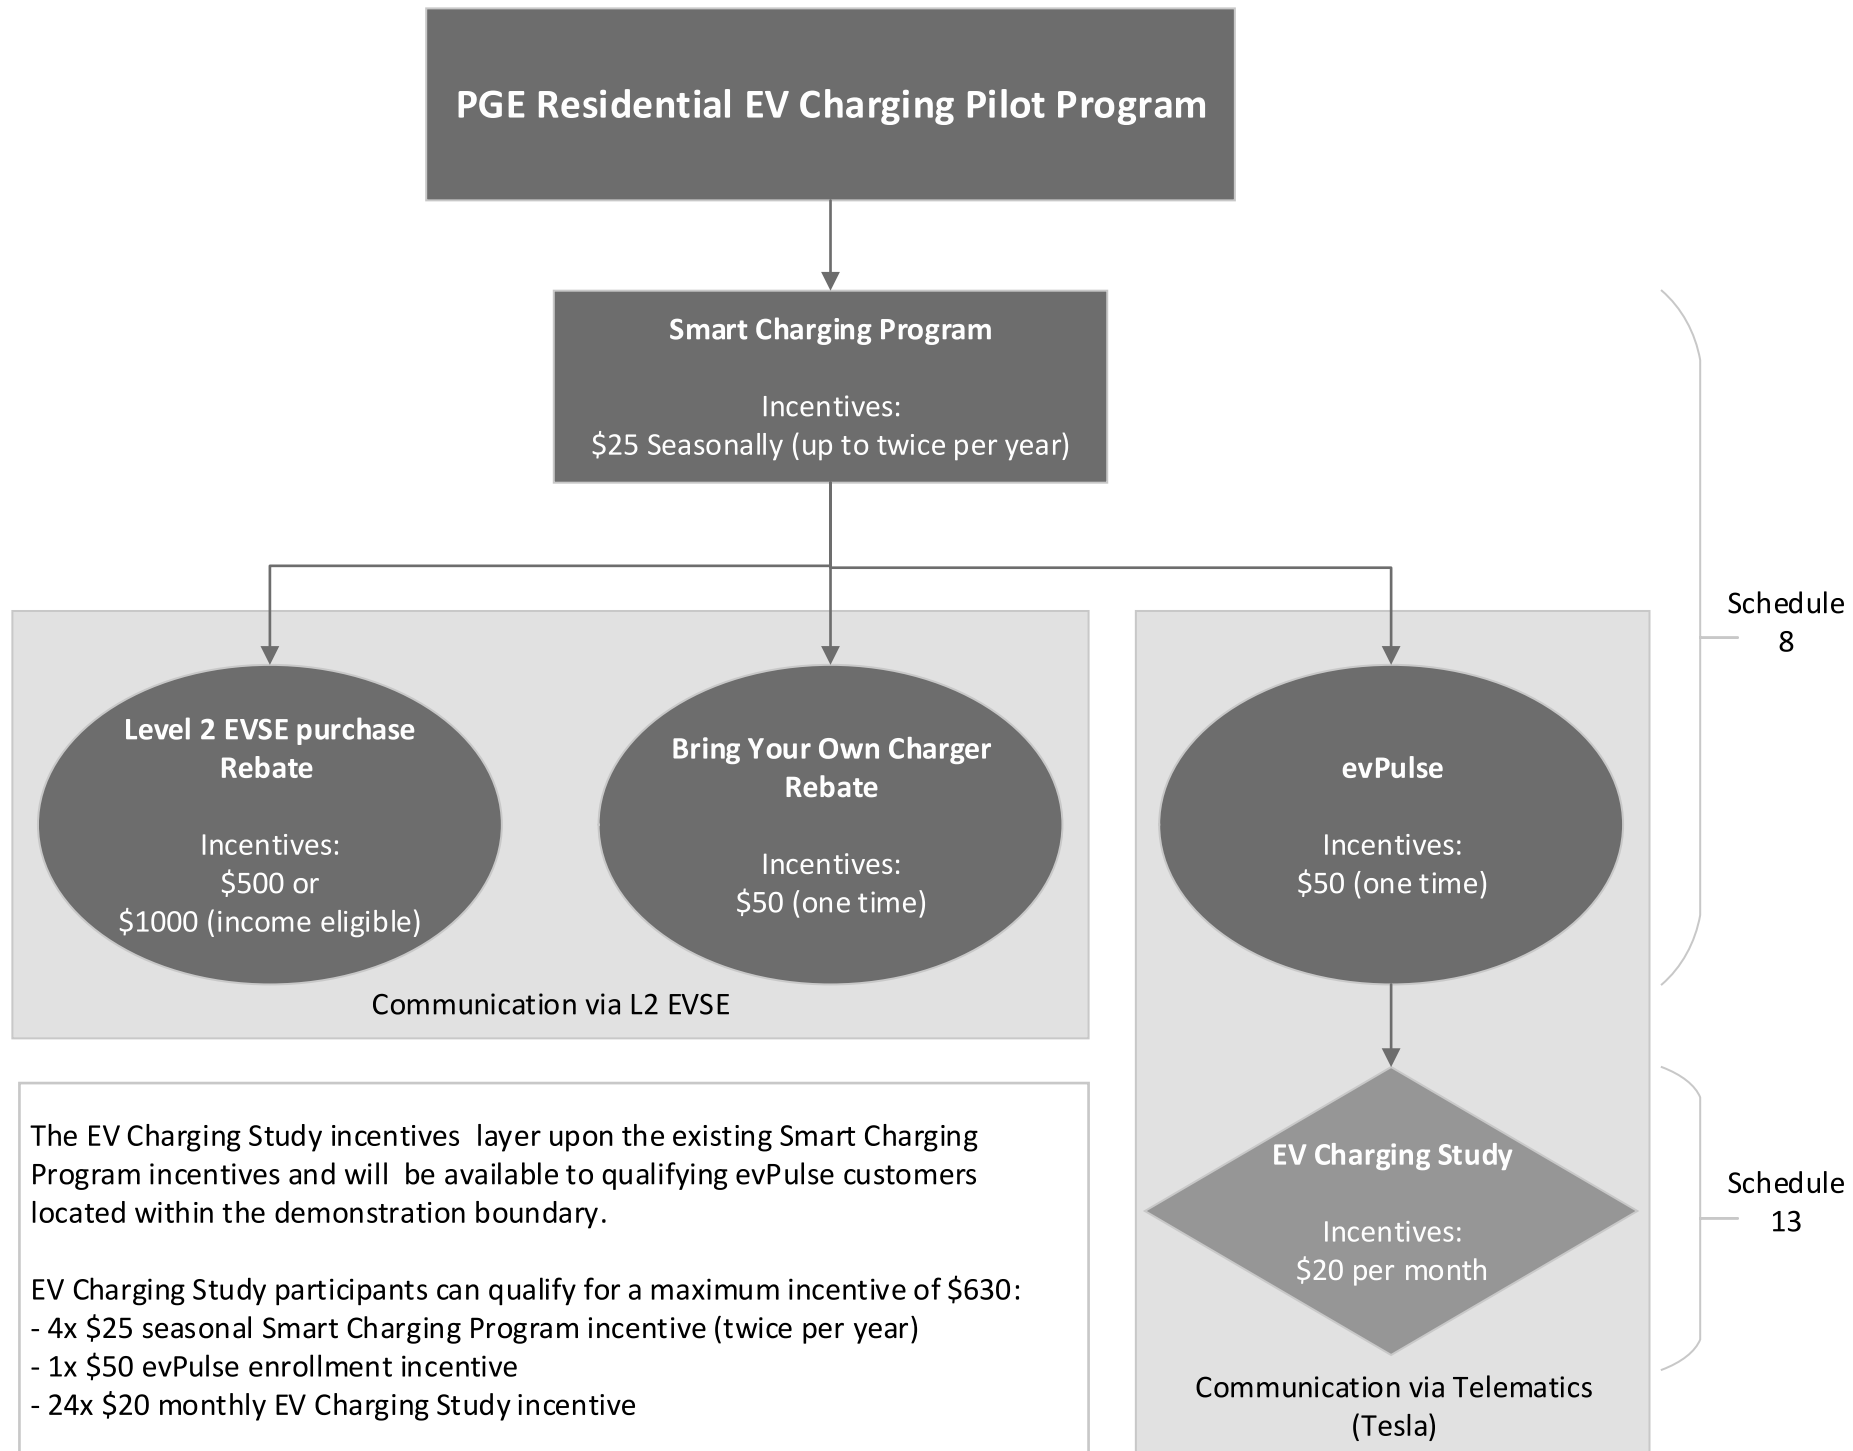 PGE Residential EV Charging Pilot Program
Smart Charging Program
Incentives:
$25 Seasonally (up to twice per year)
Schedule
8
Level 2 EVSE purchase
Rebate
Incentives:
$500 or
$1000 (income eligible)
Bring Your Own Charger
Rebate
Incentives:
$50 (one time)
evPulse
Incentives:
$50 (one time)
Communication via L2 EVSE
The EV Charging Study incentives layer upon the existing Smart Charging
Program incentives and will be available to qualifying evPulse customers
located within the demonstration boundary.
EV Charging Study participants can qualify for a maximum incentive of $630:
- 4x $25 seasonal Smart Charging Program incentive (twice per year)
- 1x $50 evPulse enrollment incentive
- 24x $20 monthly EV Charging Study incentive
EV Charging Study
Incentives:
$20 per month
Schedule
13
Communication via Telematics
(Tesla)